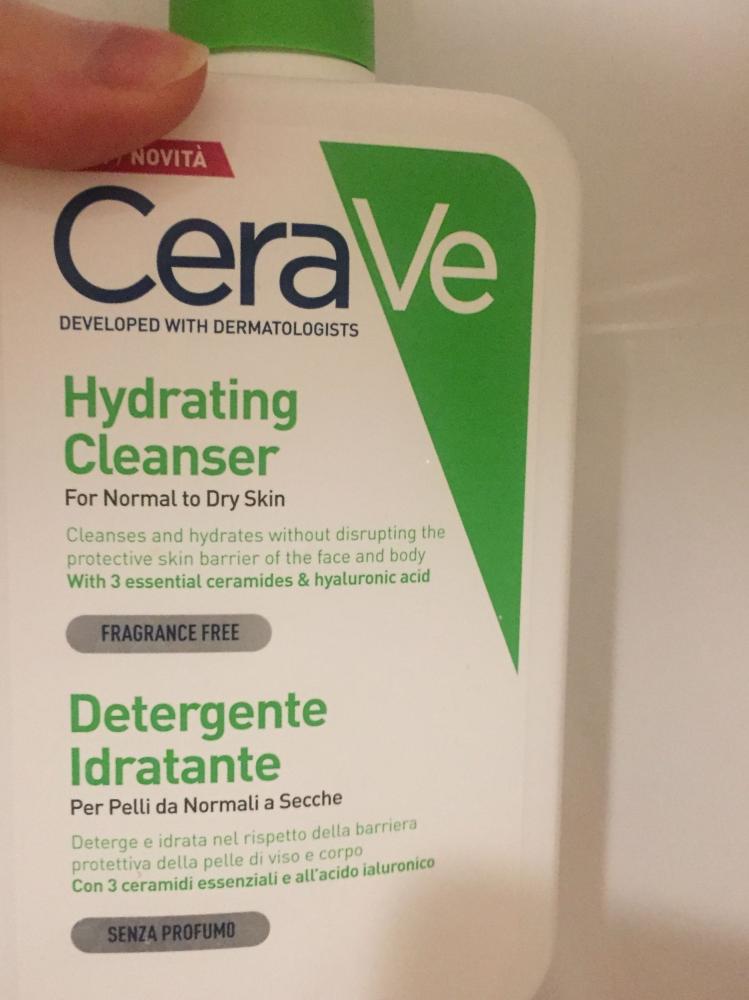 NOVITÀ
CeraVe
DEVELOPED WITH DERMATOLOGISTS
Hydrating
Cleanser
For Normal to Dry Skin
Cleanses and hydrates without disrupting the
protective skin barrier of the face and body
With 3 essential ceramides & hyaluronic acid
FRAGRANCE FREE
Detergente
Idratante
Per Pelli da Normali a Secche
Deterge e idrata nel rispetto della barriera
protettiva della pelle di viso e corpo
Con 3 ceramidi essenziali e all'acido ialuronico
SENZA PROFUMO